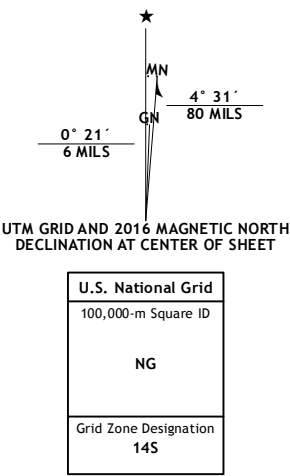 ★
MN
4° 31´
80 MILS
GN
0° 21´
6 MILS
UTM GRID AND 2016 MAGNETIC NORTH
DECLINATION AT CENTER OF SHEET
U.S. National Grid
100,000-m Square ID
NG
Grid Zone Designation
14S